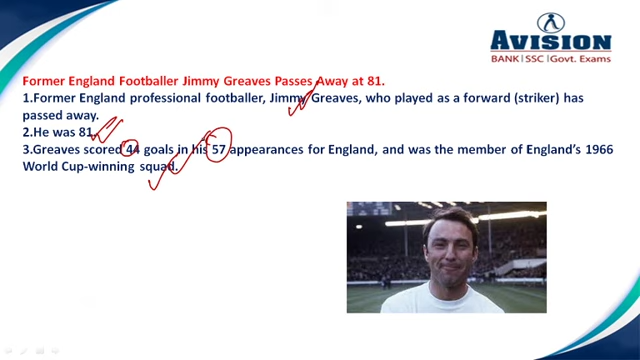 AVISION
BANK|SSC|Govt. Exams
Former England Footballer Jimmy Greaves Passes Away at 81.
1.Former England professional footballer, Jimmy Greaves, who played as a forward (striker) has
passed away.
2.He was 81.
3.Greaves scored 44 goals in his 57 appearances for England, and was the member of England's 1966
World Cup-winning squad.